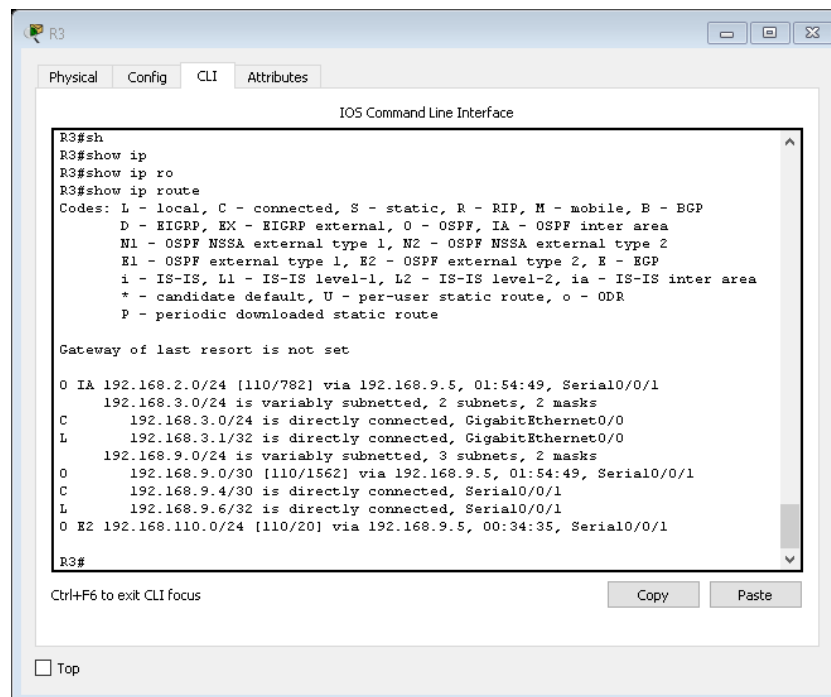 R3
Physical Config CLI Attributes
IOS Command Line Interface
R3#sh
R3#show ip
R3#show ip ro
R3#show ip route
Codes: L - local, C - connected, S - static, R - RIP, M - mobile, B - BGP
D - EIGRP, EX - EIGRP external, O - OSPF, IA - OSPF inter area
N1 - OSPF NSSA external type 1, N2 - OSPF NSSA external type 2
E1 - OSPF external type 1, E2 - OSPF external type 2, E - EGP
i - IS-IS, L1 - IS-IS level-1, L2 - IS-IS level-2, ia - IS-IS inter area
* - candidate default, U - per-user static route, o - ODR
P - periodic downloaded static route
Gateway of last resort is not set
O IA 192.168.2.0/24 [110/782] via 192.168.9.5, 01:54:49, Serial0/0/1
192.168.3.0/24 is variably subnetted, 2 subnets, 2 masks
C 192.168.3.0/24 is directly connected, GigabitEthernet0/0
L 192.168.3.1/32 is directly connected, GigabitEthernet0/0
192.168.9.0/24 is variably subnetted, 3 subnets, 2 masks
O 192.168.9.0/30 [110/1562] via 192.168.9.5, 01:54:49, Serial0/0/1
C 192.168.9.4/30 is directly connected, Serial0/0/1
L 192.168.9.6/32 is directly connected, Serial0/0/1
O E2 192.168.110.0/24 [110/20] via 192.168.9.5, 00:34:35, Serial0/0/1
R3#
Ctrl+F6 to exit CLI focus
Copy Paste
Top